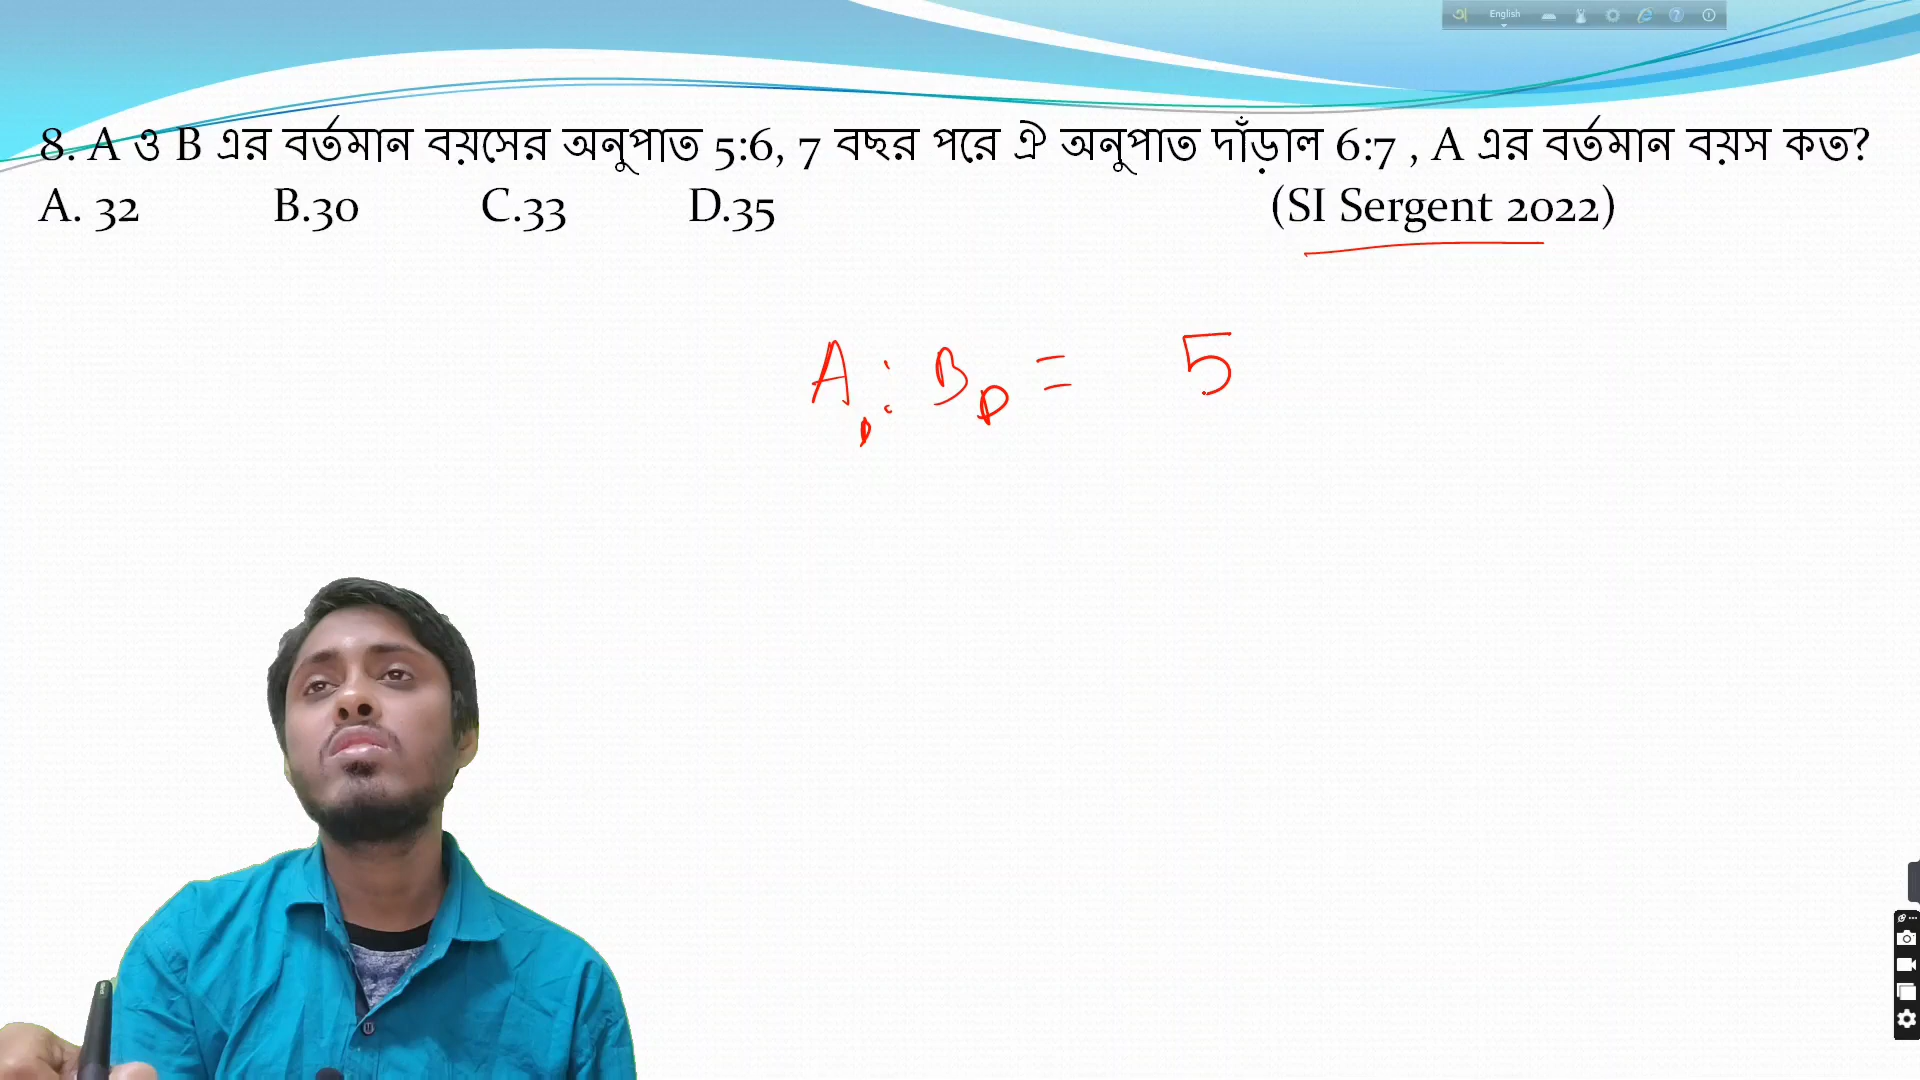 English
8. A ও B এর বর্তমান বয়সের অনুপাত 5:6, 7 বছর পরে ঐ অনুপাত দাঁড়াল 6:7 , A এর বর্তমান বয়স কত?
A. 32 B.30 C.33 D.35 (SI Sergent 2022)
A : B = 5